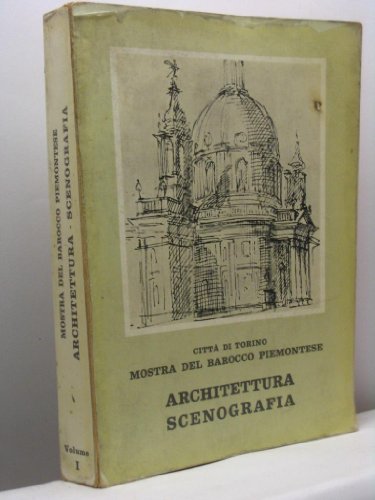 CITTÀ DI TORINO
MOSTRA DEL BAROCCO PIEMONTESE
ARCHITETTURA
SCENOGRAFIA
MOSTRA DEL BAROCCO PIEMONTESE
ARCHITETTURA - SCENOGRAFIA
Volume
I